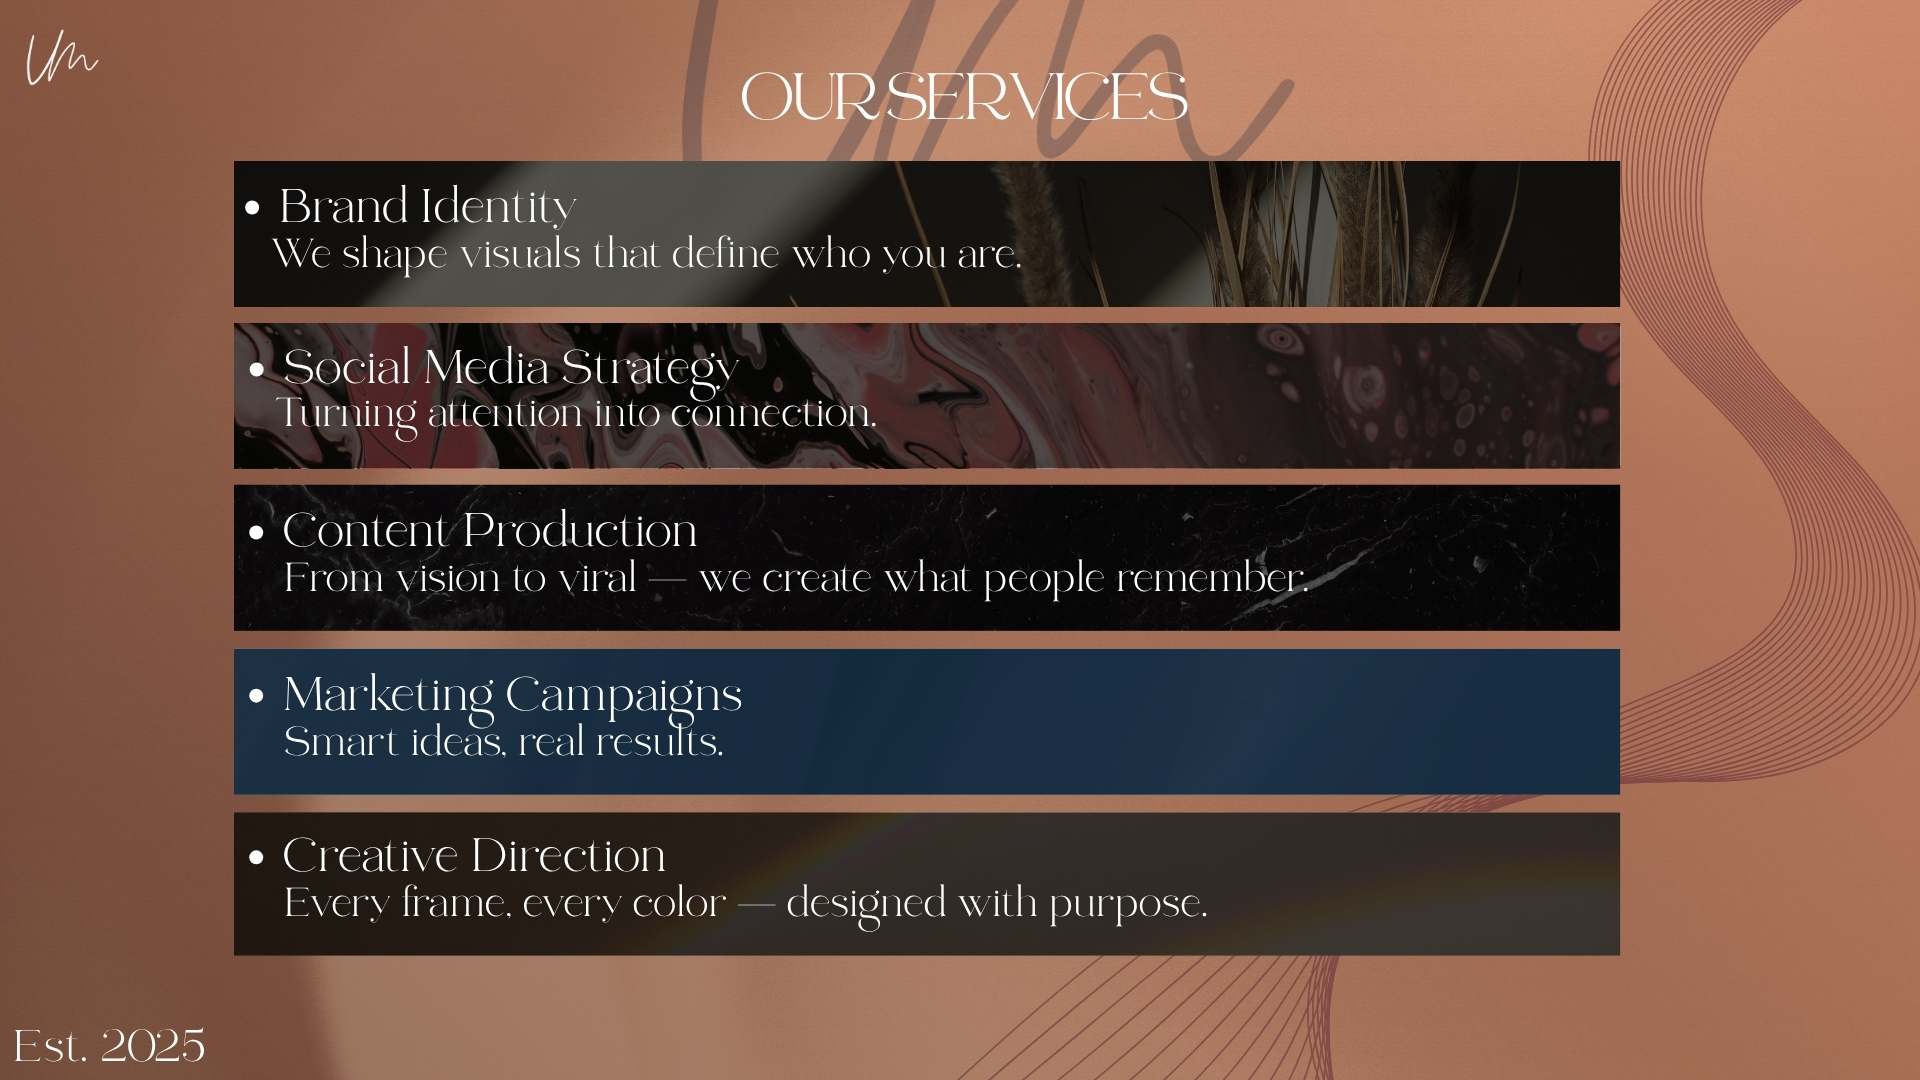 Um
OUR SERVICES
• Brand Identity
We shape visuals that define who you are.
• Social Media Strategy
Turning attention into connection.
• Content Production
From vision to viral — we create what people remember.
• Marketing Campaigns
Smart ideas, real results.
• Creative Direction
Every frame, every color — designed with purpose.
Est. 2025